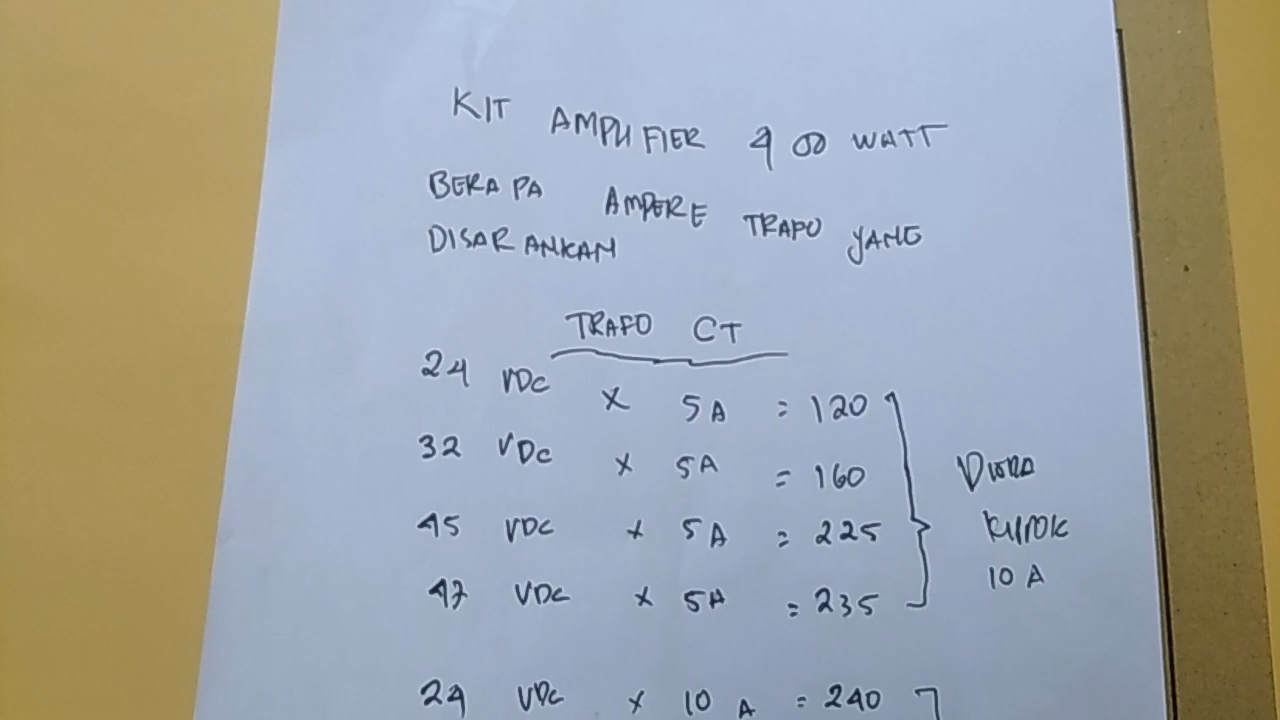 KIT AMPLIFIER 400 WATT
BERAPA AMPERE TRAFO YANG
DISARANKAN
TRAFO CT
24 VDC x 5A = 120
32 VDC x 5A = 160
45 VDC x 5A = 225
47 VDC x 5A = 235
DIODA
KIPROK
10 A
24 VDC x 10 A = 240